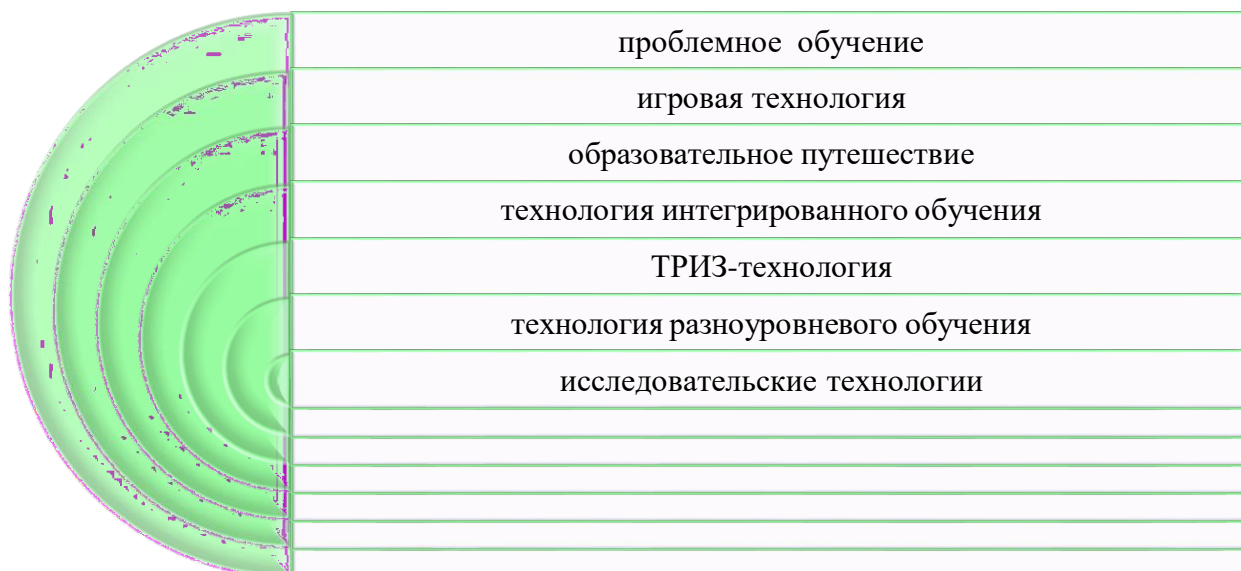 проблемное обучение
игровая технология
образовательное путешествие
технология интегрированного обучения
ТРИЗ-технология
технология разноуровневого обучения
исследовательские технологии